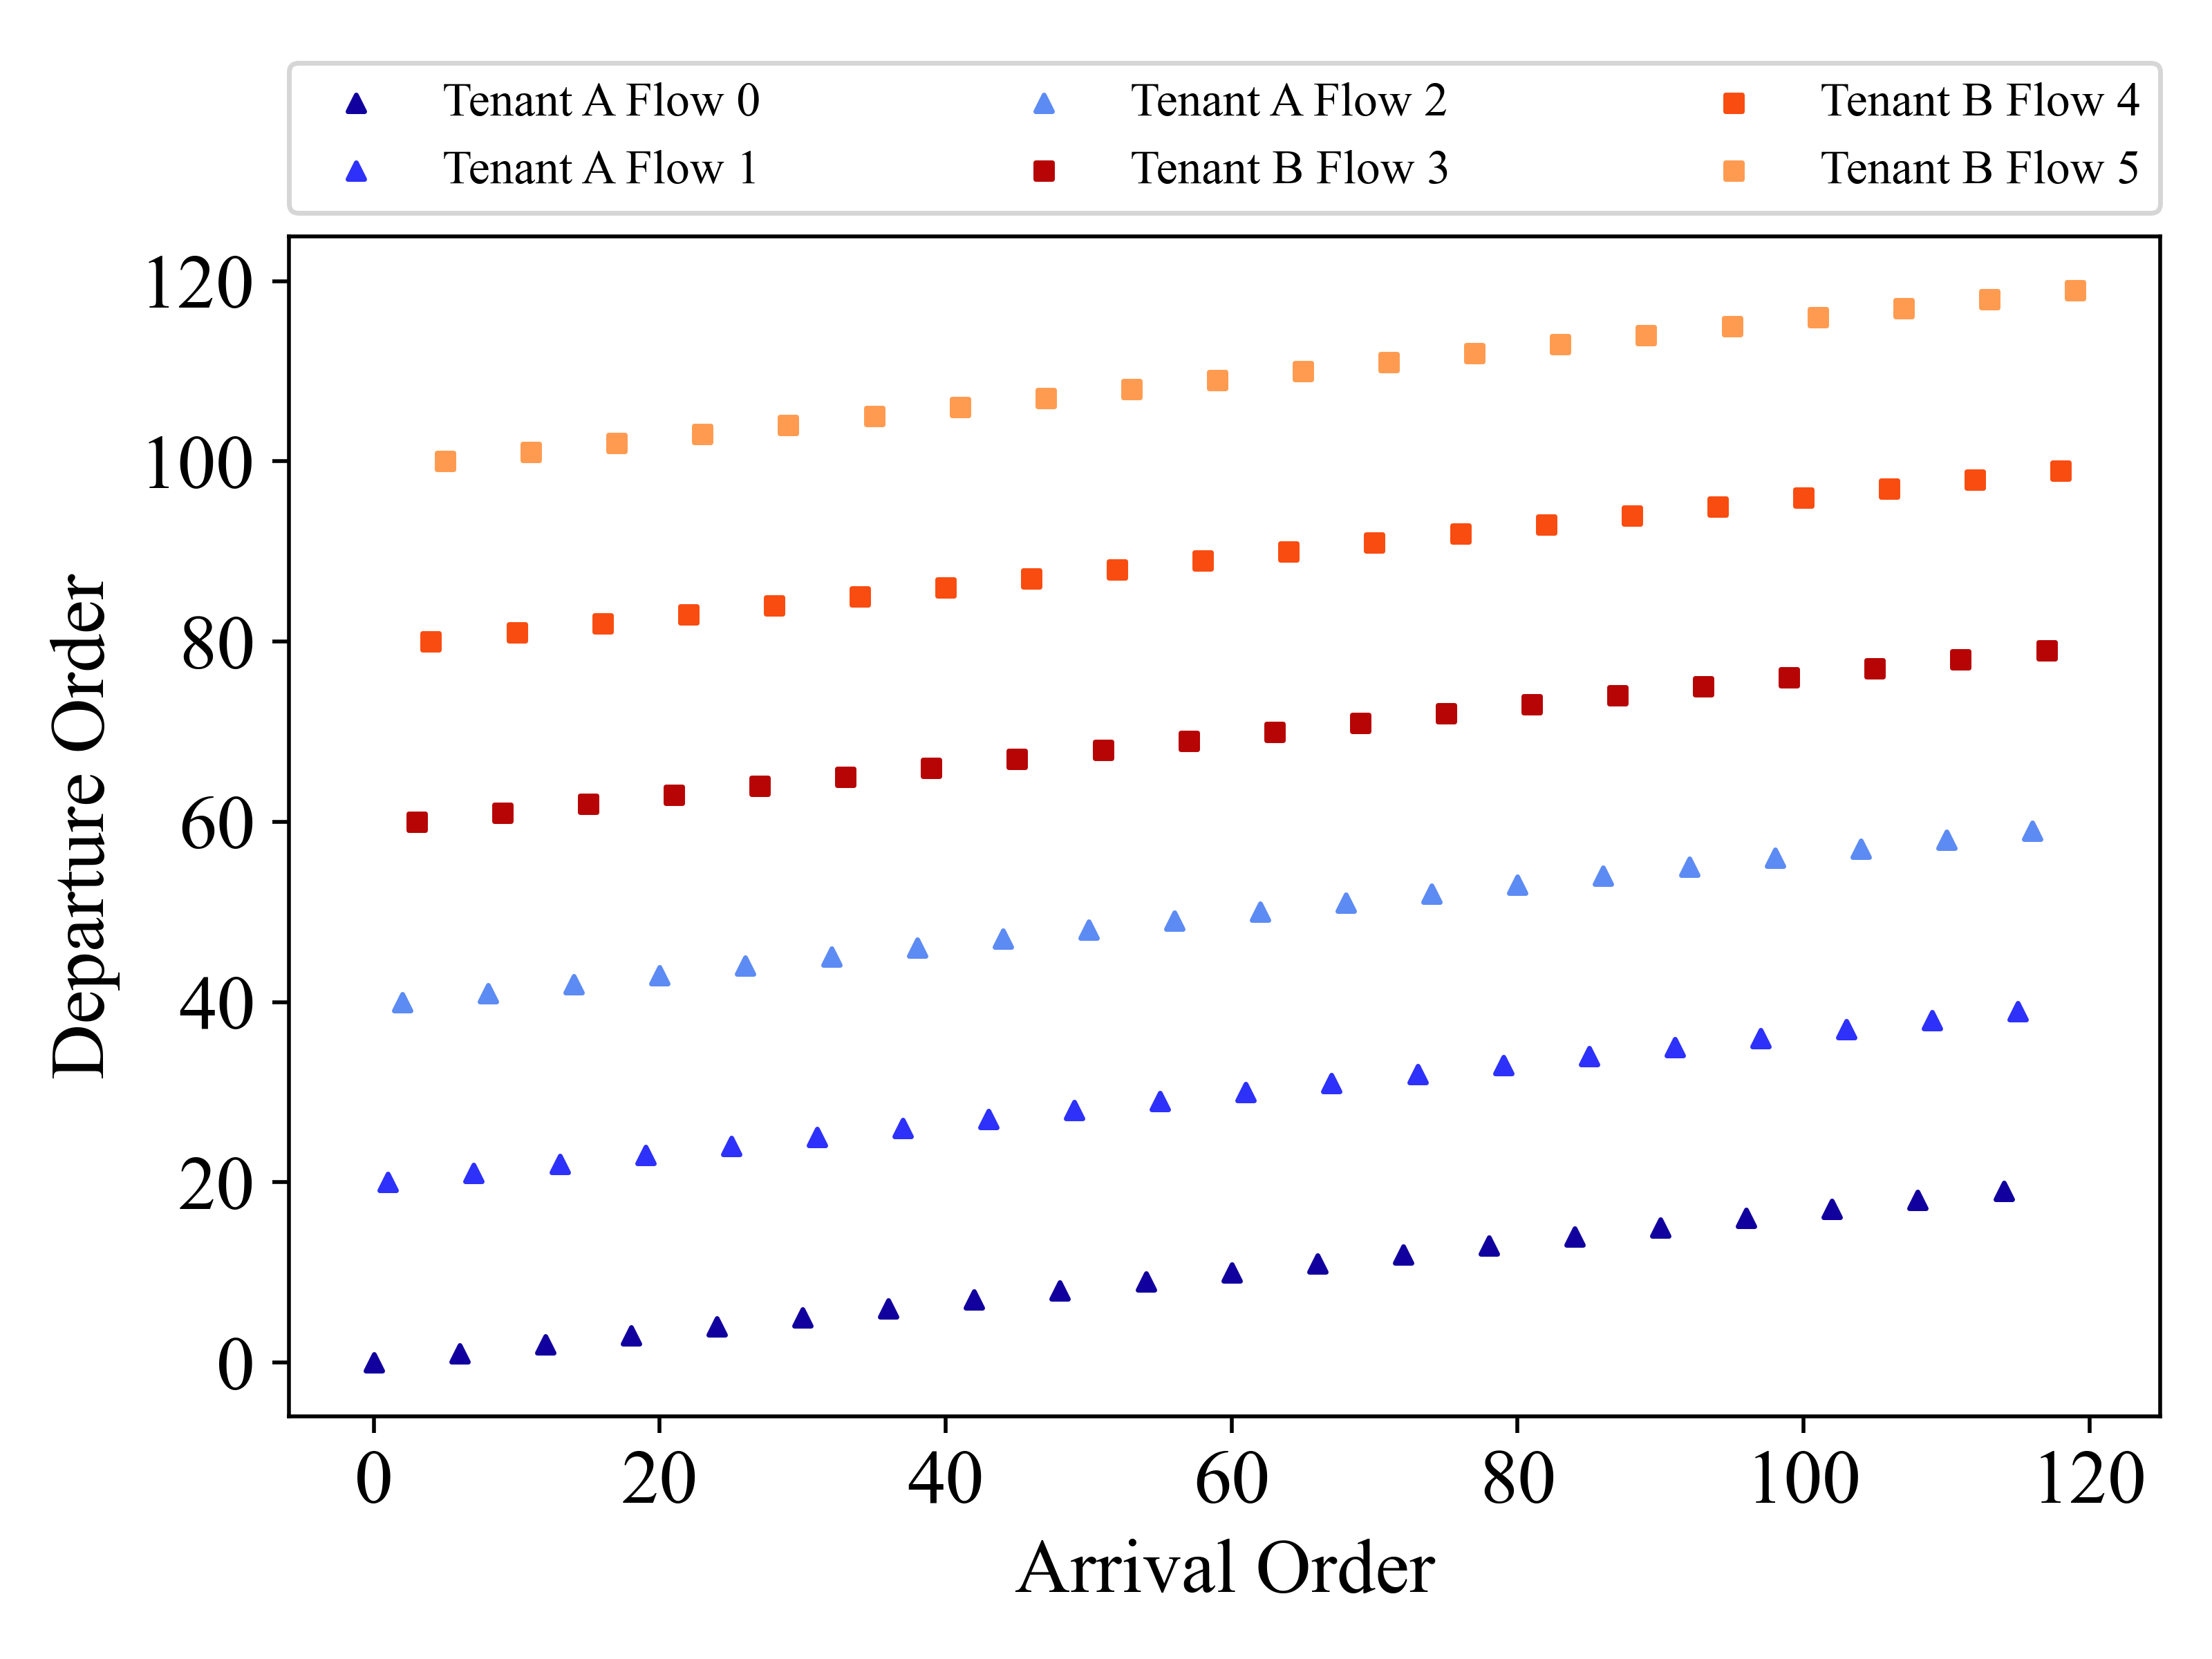 Tenant A Flow 0
Tenant A Flow 1
Tenant A Flow 2
Tenant B Flow 3
Tenant B Flow 4
Tenant B Flow 5
120
100
80
60
40
20
0
Departure Order
0 20 40 60 80 100 120
Arrival Order